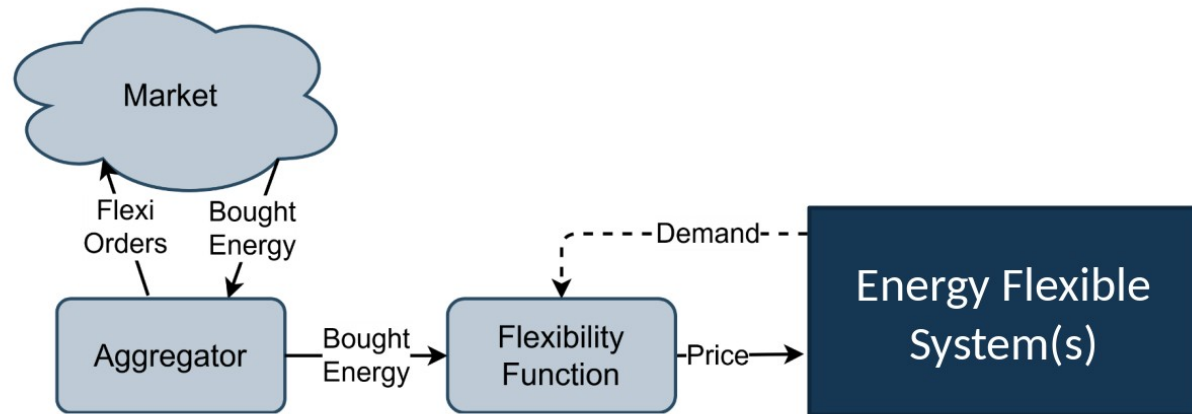 Market
Flexi
Orders
Bought
Energy
Demand
Energy Flexible
System(s)
Aggregator
Bought
Energy
Flexibility
Function
Price